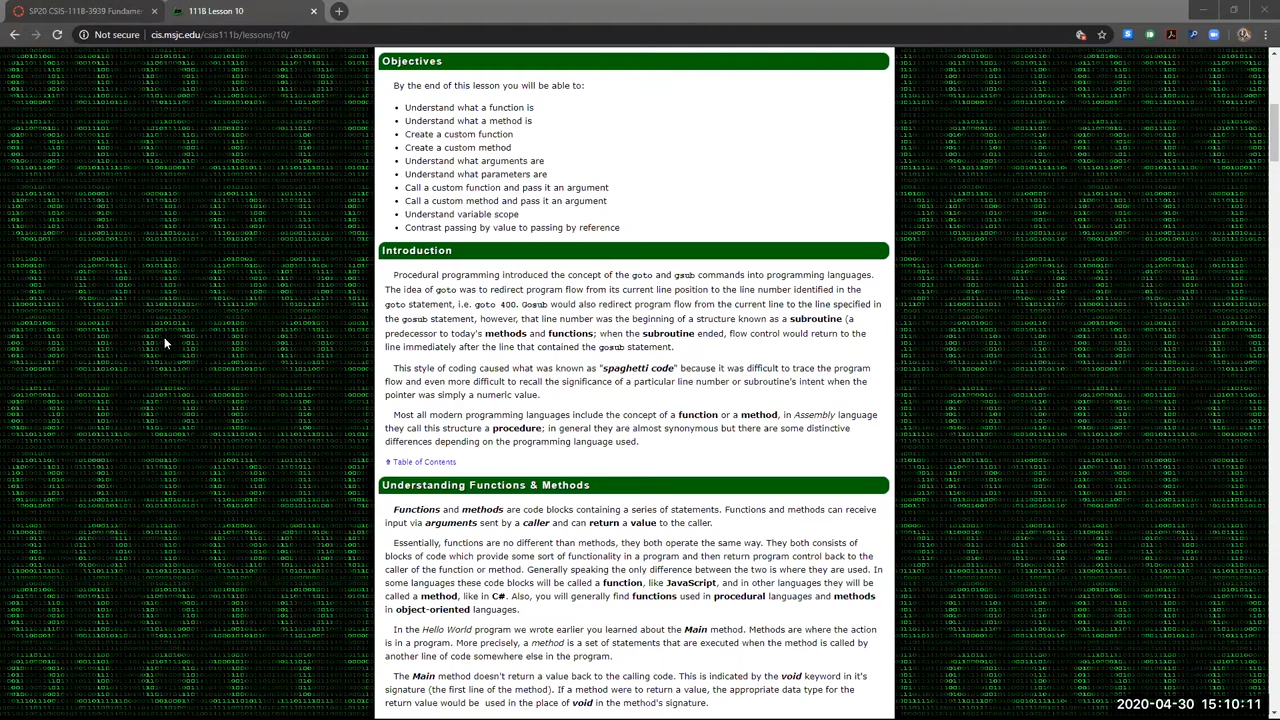 SP20 CSIS-111B-3939 Fundame
111B Lesson 10
Not secure
cis.msjc.edu/csis111b/lessons/10/
Objectives
By the end of this lesson you will be able to:
• Understand what a function is
• Understand what a method is
• Create a custom function
• Create a custom method
• Understand what arguments are
• Understand what parameters are
• Call a custom function and pass it an argument
• Call a custom method and pass it an argument
• Understand variable scope
• Contrast passing by value to passing by reference
Introduction
Procedural programming introduced the concept of the goto and gosub commands into programming languages.
The idea of goto was to redirect program flow from its current line position to the line number identified in the
goto statement, i.e. goto 400. Gosub would also redirect program flow from the current line to the line specified in
the gosub statement, however, that line number was the beginning of a structure known as a subroutine (a
predecessor to today's methods and functions) when the subroutine ended, flow control would return to the
line immediately after the line that contained the gosub statement.
This style of coding caused what was known as "spaghetti code" because it was difficult to trace the program
flow and even more difficult to recall the significance of a particular line number or subroutine's intent when the
pointer was simply a numeric value.
Most all modern programming languages include the concept of a function or a method, in Assembly language
they call this structure a procedure; in general they are almost synonymous but there are some distinctive
differences depending on the programming language used.
⇑ Table of Contents
Understanding Functions & Methods
Functions and methods are code blocks containing a series of statements. Functions and methods can receive
input via arguments sent by a caller and can return a value to the caller.
Essentially, functions are no different than methods, they both operate the same way. They both consists of
blocks of code which provide some sort of functionality in a program and then return program control back to the
caller of the function or method. Generally speaking the only difference between the two is where they are used. In
some languages these code blocks will be called a function, like JavaScript, and in other languages they will be
called a method, like in C#. Also, you will generally find functions used in procedural languages and methods
in object-oriented languages.
In the Hello World program you wrote earlier you learned about the Main method. Methods are where the action
is in a program. More precisely, a method is a set of statements that are executed when the method is called by
another line of code somewhere else in the program.
The Main method doesn't return a value back to the calling code. This is indicated by the void keyword in it's
signature (the first line of the method). If a method were to return a value, the appropriate data type for the
return would be used in the place of void in the method's signature.
2020-04-30 15:10:11